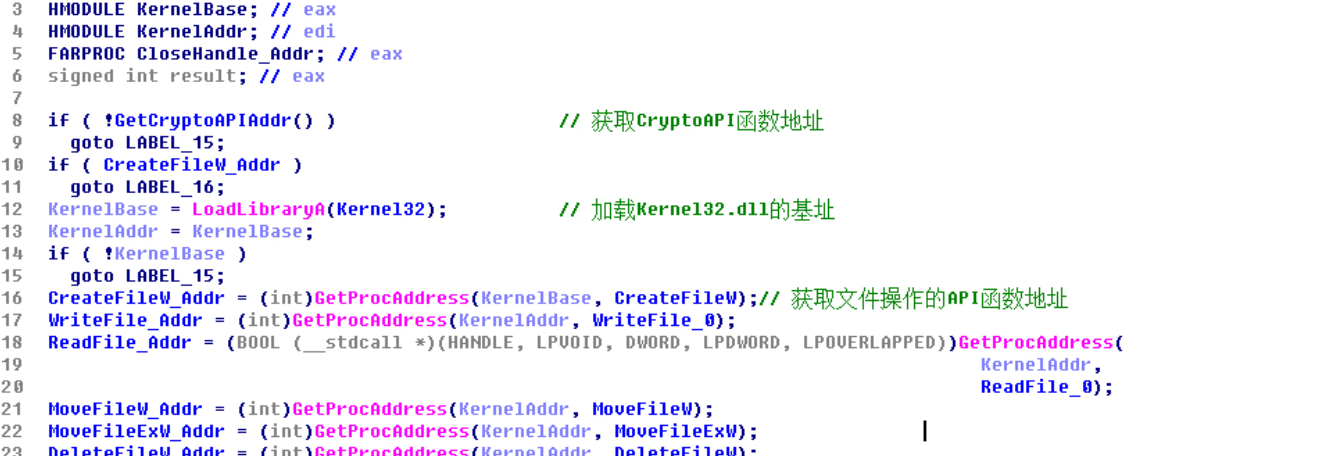 3 HMODULE KernelBase; // eax
4 HMODULE KernelAddr; // edi
5 FARPROC CloseHandle_Addr; // eax
6 signed int result; // eax
7
8 if ( !GetCryptoAPIAddr() ) // 获取CryptoAPI函数地址
9 goto LABEL_15;
10 if ( CreateFileW_Addr )
11 goto LABEL_16;
12 KernelBase = LoadLibraryA(Kernel32); // 加载Kernel32.dll的基址
13 KernelAddr = KernelBase;
14 if ( !KernelBase )
15 goto LABEL_15;
16 CreateFileW_Addr = (int)GetProcAddress(KernelBase, CreateFileW);// 获取文件操作的API函数地址
17 WriteFile_Addr = (int)GetProcAddress(KernelAddr, WriteFile_0);
18 ReadFile_Addr = (BOOL (__stdcall *)(HANDLE, LPVOID, DWORD, LPDWORD, LPOVERLAPPED))GetProcAddress(
19 KernelAddr,
20 ReadFile_0);
21 MoveFileW_Addr = (int)GetProcAddress(KernelAddr, MoveFileW);
22 MoveFileExW_Addr = (int)GetProcAddress(KernelAddr, MoveFileExW);
23 DeleteFileW_Addr = (int)GetProcAddress(KernelAddr, DeleteFileW);